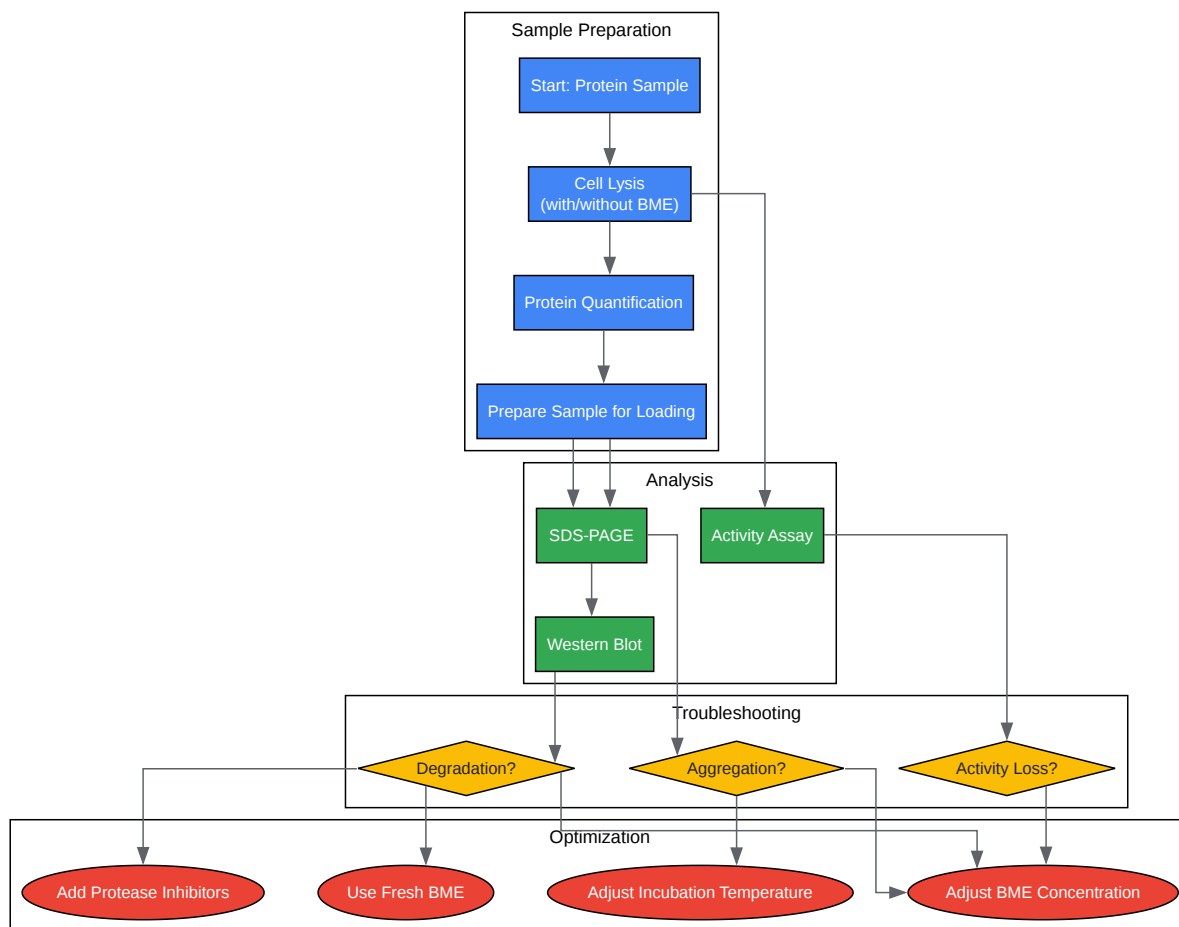 Sample Preparation
Start: Protein Sample
Cell Lysis
(with/without BME)
Protein Quantification
Prepare Sample for Loading
Analysis
SDS-PAGE
Activity Assay
Western Blot
Troubleshooting
Degradation?
Aggregation?
Activity Loss?
Optimization
Add Protease Inhibitors
Use Fresh BME
Adjust Incubation Temperature
Adjust BME Concentration